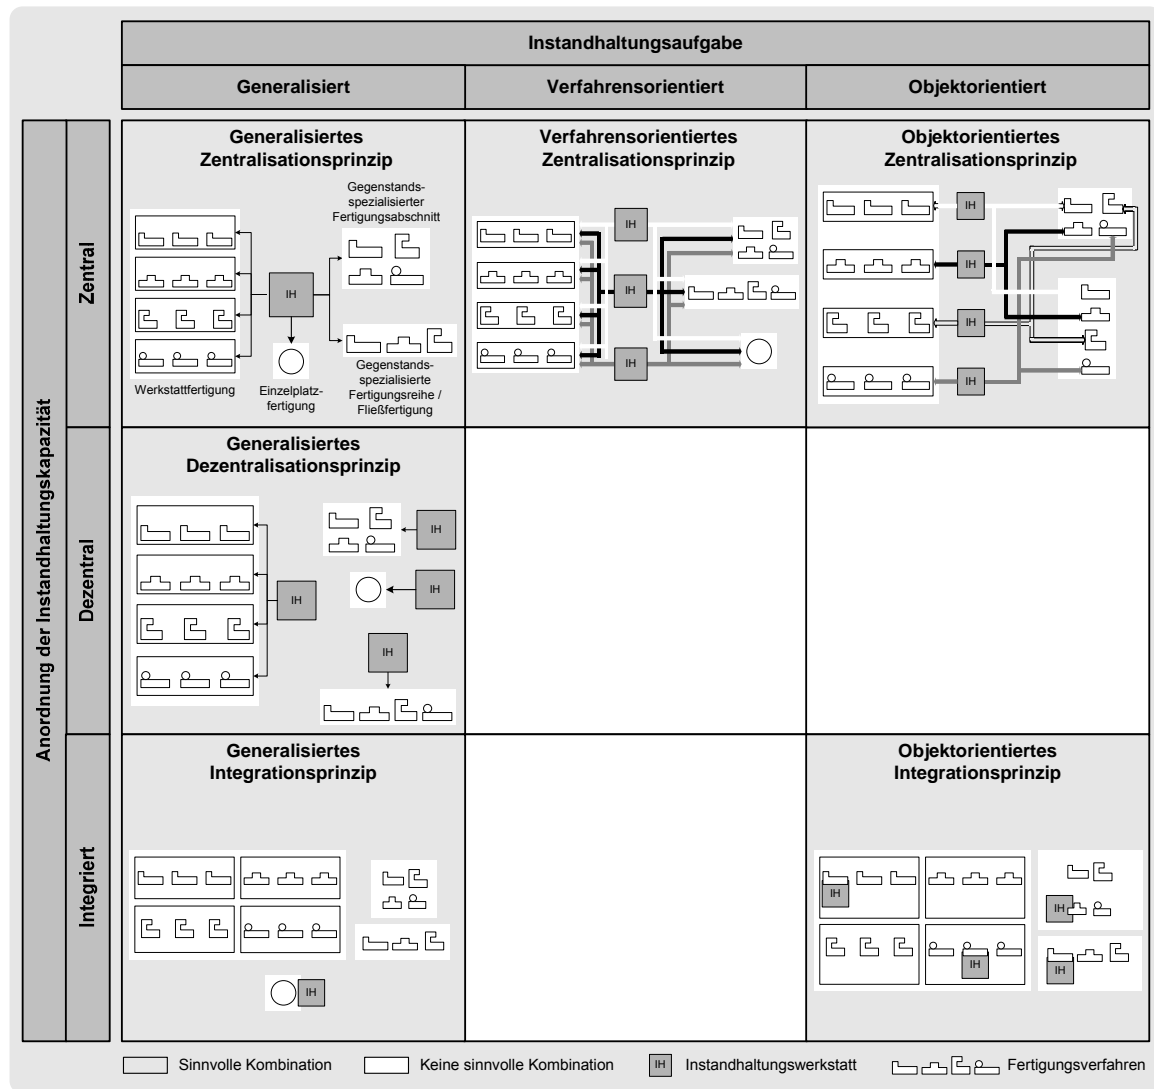 Instandhaltungsaufgabe
Generalisiert
Verfahrensorientiert
Objektorientiert
Anordnung der Instandhaltungskapazität
Zentral
Generalisiertes
Zentralisationsprinzip
Gegenstands-
spezialisierter
Fertigungsabschnitt
IH
Werkstattfertigung
Einzelplatz-
fertigung
Gegenstands-
spezialisierte
Fertigungsreihe /
Fließfertigung
Verfahrensorientiertes
Zentralisationsprinzip
IH
IH
IH
Objektorientiertes
Zentralisationsprinzip
IH
IH
IH
IH
Dezentral
Generalisiertes
Dezentralisationsprinzip
IH
IH
IH
IH
Integriert
Generalisiertes
Integrationsprinzip
IH
Objektorientiertes
Integrationsprinzip
IH
IH
IH
IH
Sinnvolle Kombination
Keine sinnvolle Kombination
IH
Instandhaltungswerkstatt
Fertigungsverfahren